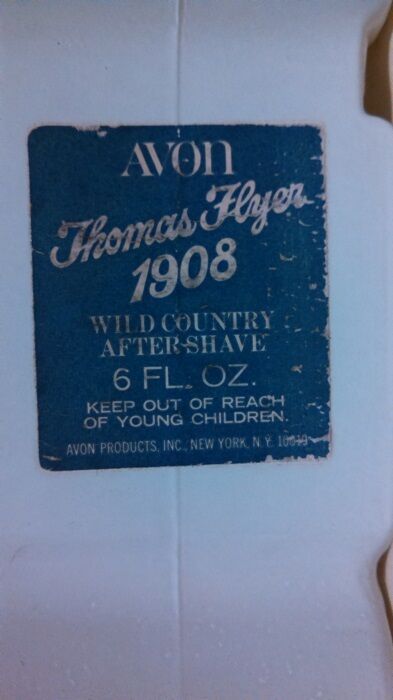 AVON
Thomas Flyer
1908
WILD COUNTRY
AFTER SHAVE
6 FL. OZ.
KEEP OUT OF REACH
OF YOUNG CHILDREN.
AVON PRODUCTS, INC., NEW YORK, N.Y.